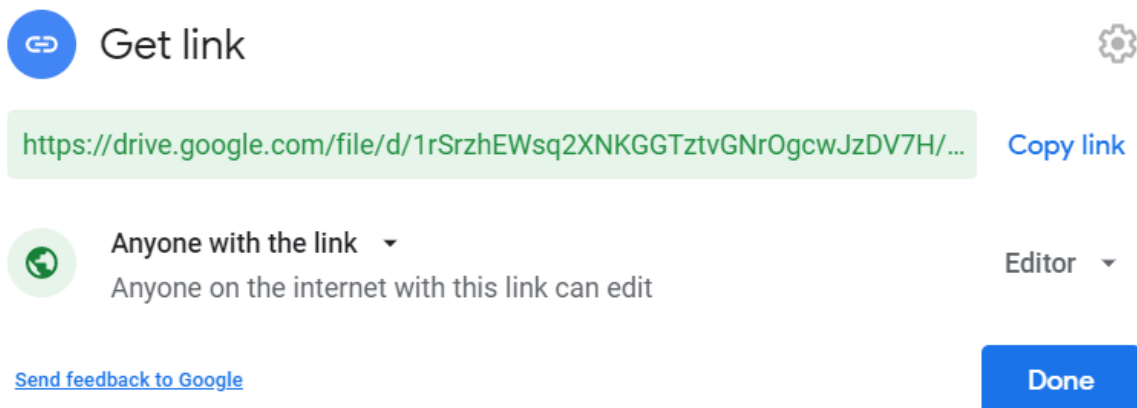 Get link
https://drive.google.com/file/d/1rSrzhEWsq2XNKGGTztvGNrOgcwJzDV7H/...
Copy link
Anyone with the link
Editor
Anyone on the internet with this link can edit
Send feedback to Google
Done